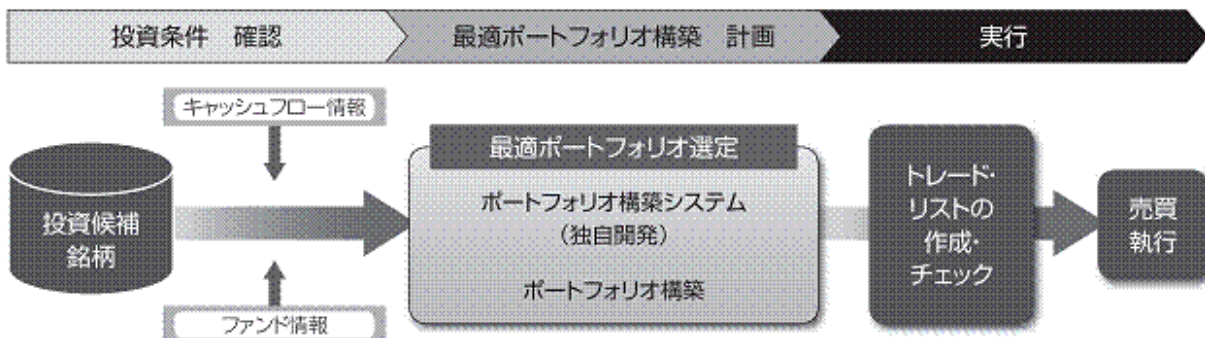 投資条件 確認
最適ポートフォリオ構築 計画
実行
キャッシュフロー情報
投資候補
銘柄
ファンド情報
最適ポートフォリオ選定
ポートフォリオ構築システム
（独自開発）
ポートフォリオ構築
トレード・
リストの
作成・
チェック
売買
執行